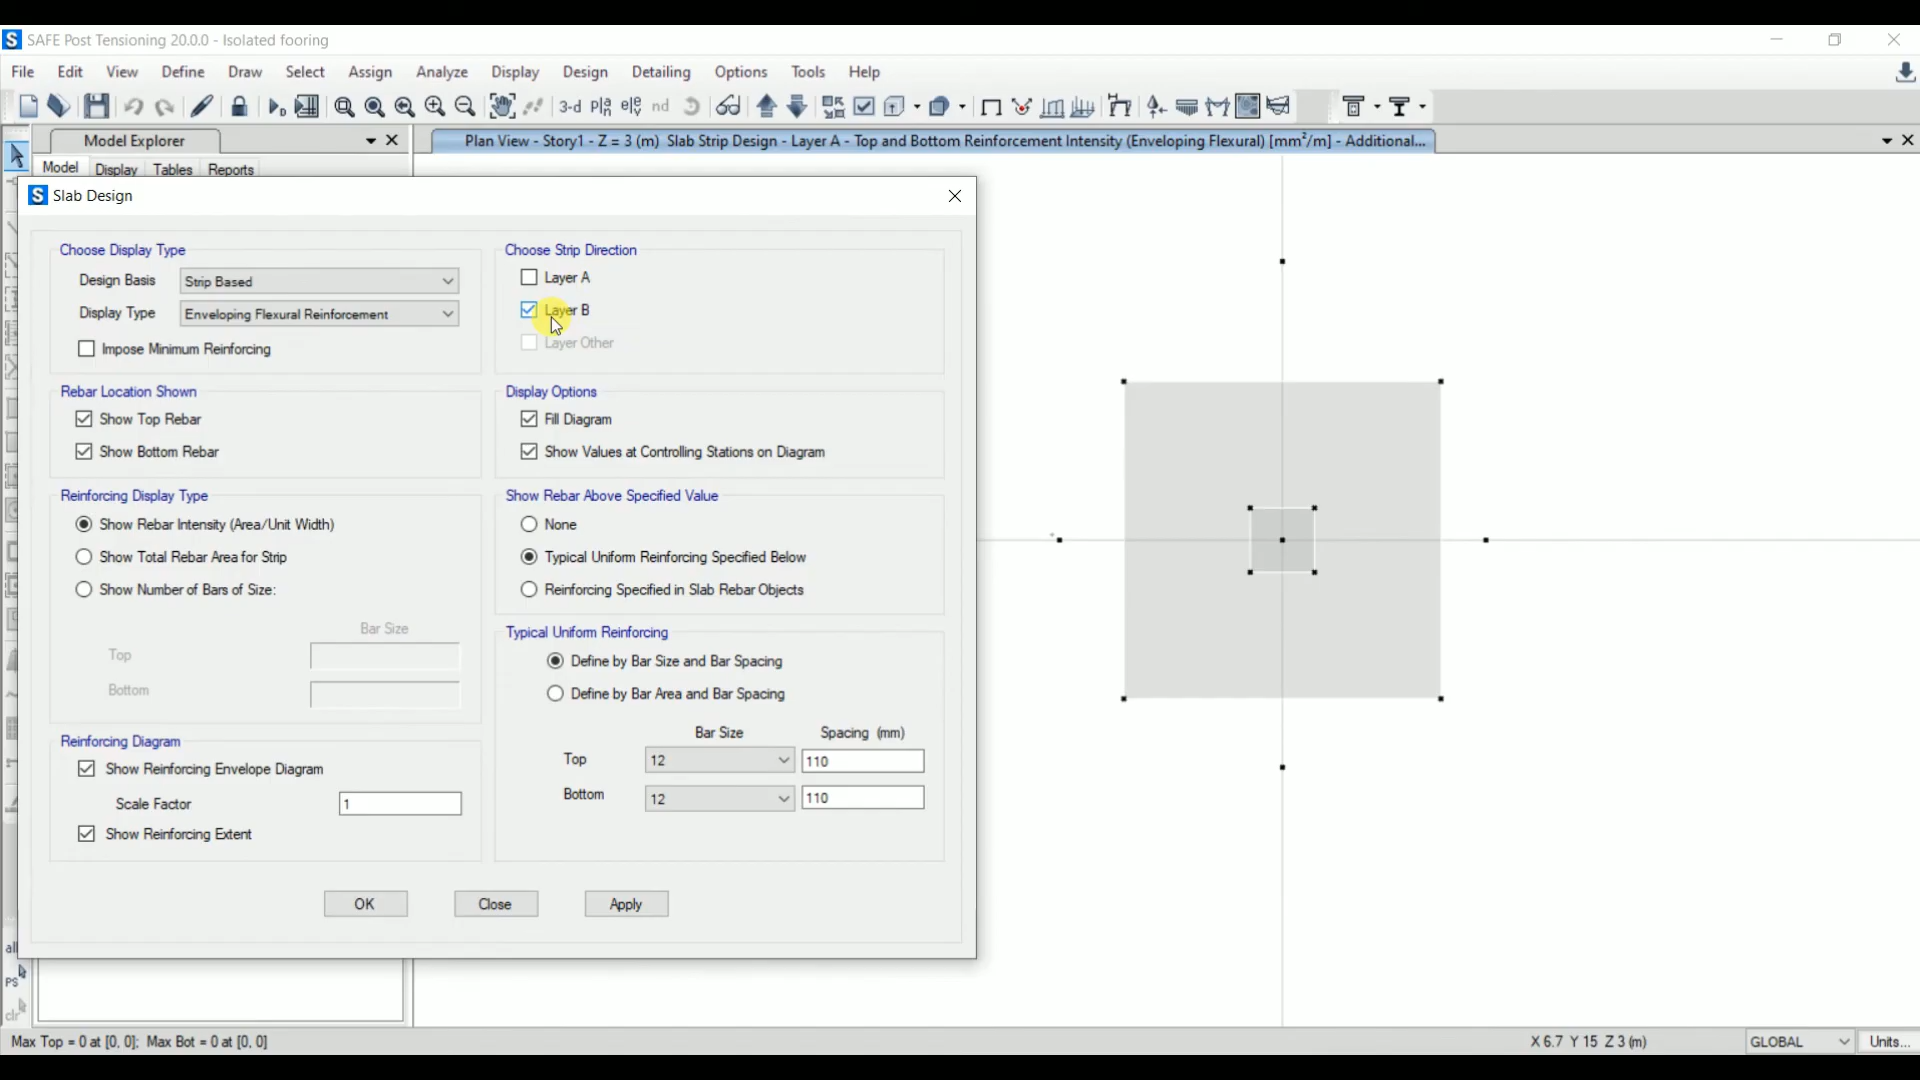 SAFE Post Tensioning 20.0.0 - Isolated fooring
File Edit View Define Draw Select Assign Analyze Display Design Detailing Options Tools Help
3-d nd
Model Explorer
Plan View - Story1 - Z = 3 (m) Slab Strip Design - Layer A - Top and Bottom Reinforcement Intensity (Enveloping Flexural) [mm²/m] - Additional...
Model Display Tables Reports
Slab Design
Choose Display Type
Design Basis Strip Based
Display Type Enveloping Flexural Reinforcement
Impose Minimum Reinforcing
Choose Strip Direction
Layer A
Layer B
Layer Other
Rebar Location Shown
Show Top Rebar
Show Bottom Rebar
Display Options
Fill Diagram
Show Values at Controlling Stations on Diagram
Reinforcing Display Type
Show Rebar Intensity (Area/Unit Width)
Show Total Rebar Area for Strip
Show Number of Bars of Size:
Bar Size
Top
Bottom
Show Rebar Above Specified Value
None
Typical Uniform Reinforcing Specified Below
Reinforcing Specified in Slab Rebar Objects
Typical Uniform Reinforcing
Define by Bar Size and Bar Spacing
Define by Bar Area and Bar Spacing
Bar Size Spacing (mm)
Top 12 110
Bottom 12 110
Reinforcing Diagram
Show Reinforcing Envelope Diagram
Scale Factor 1
Show Reinforcing Extent
OK Close Apply
all
PS
clr
Max Top = 0 at [0, 0]; Max Bot = 0 at [0, 0]
X 6.7 Y 15 Z 3 (m)
GLOBAL
Units...